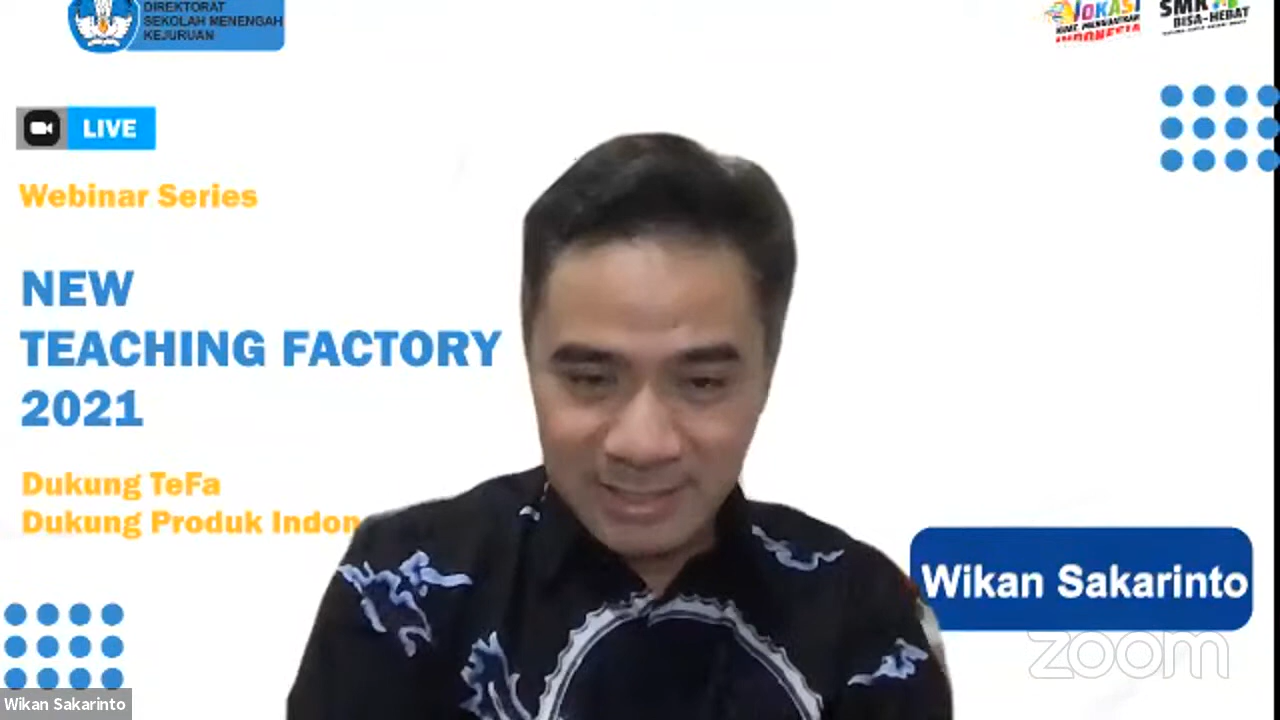 DIREKTORAT
SEKOLAH MENENGAH
KEJURUAN
VOKASI
INDONESIA
SMK
BISA-HEBAT
LIVE
Webinar Series
NEW
TEACHING FACTORY
2021
Dukung TeFa
Dukung Produk Indon
Wikan Sakarinto
zoom
Wikan Sakarinto